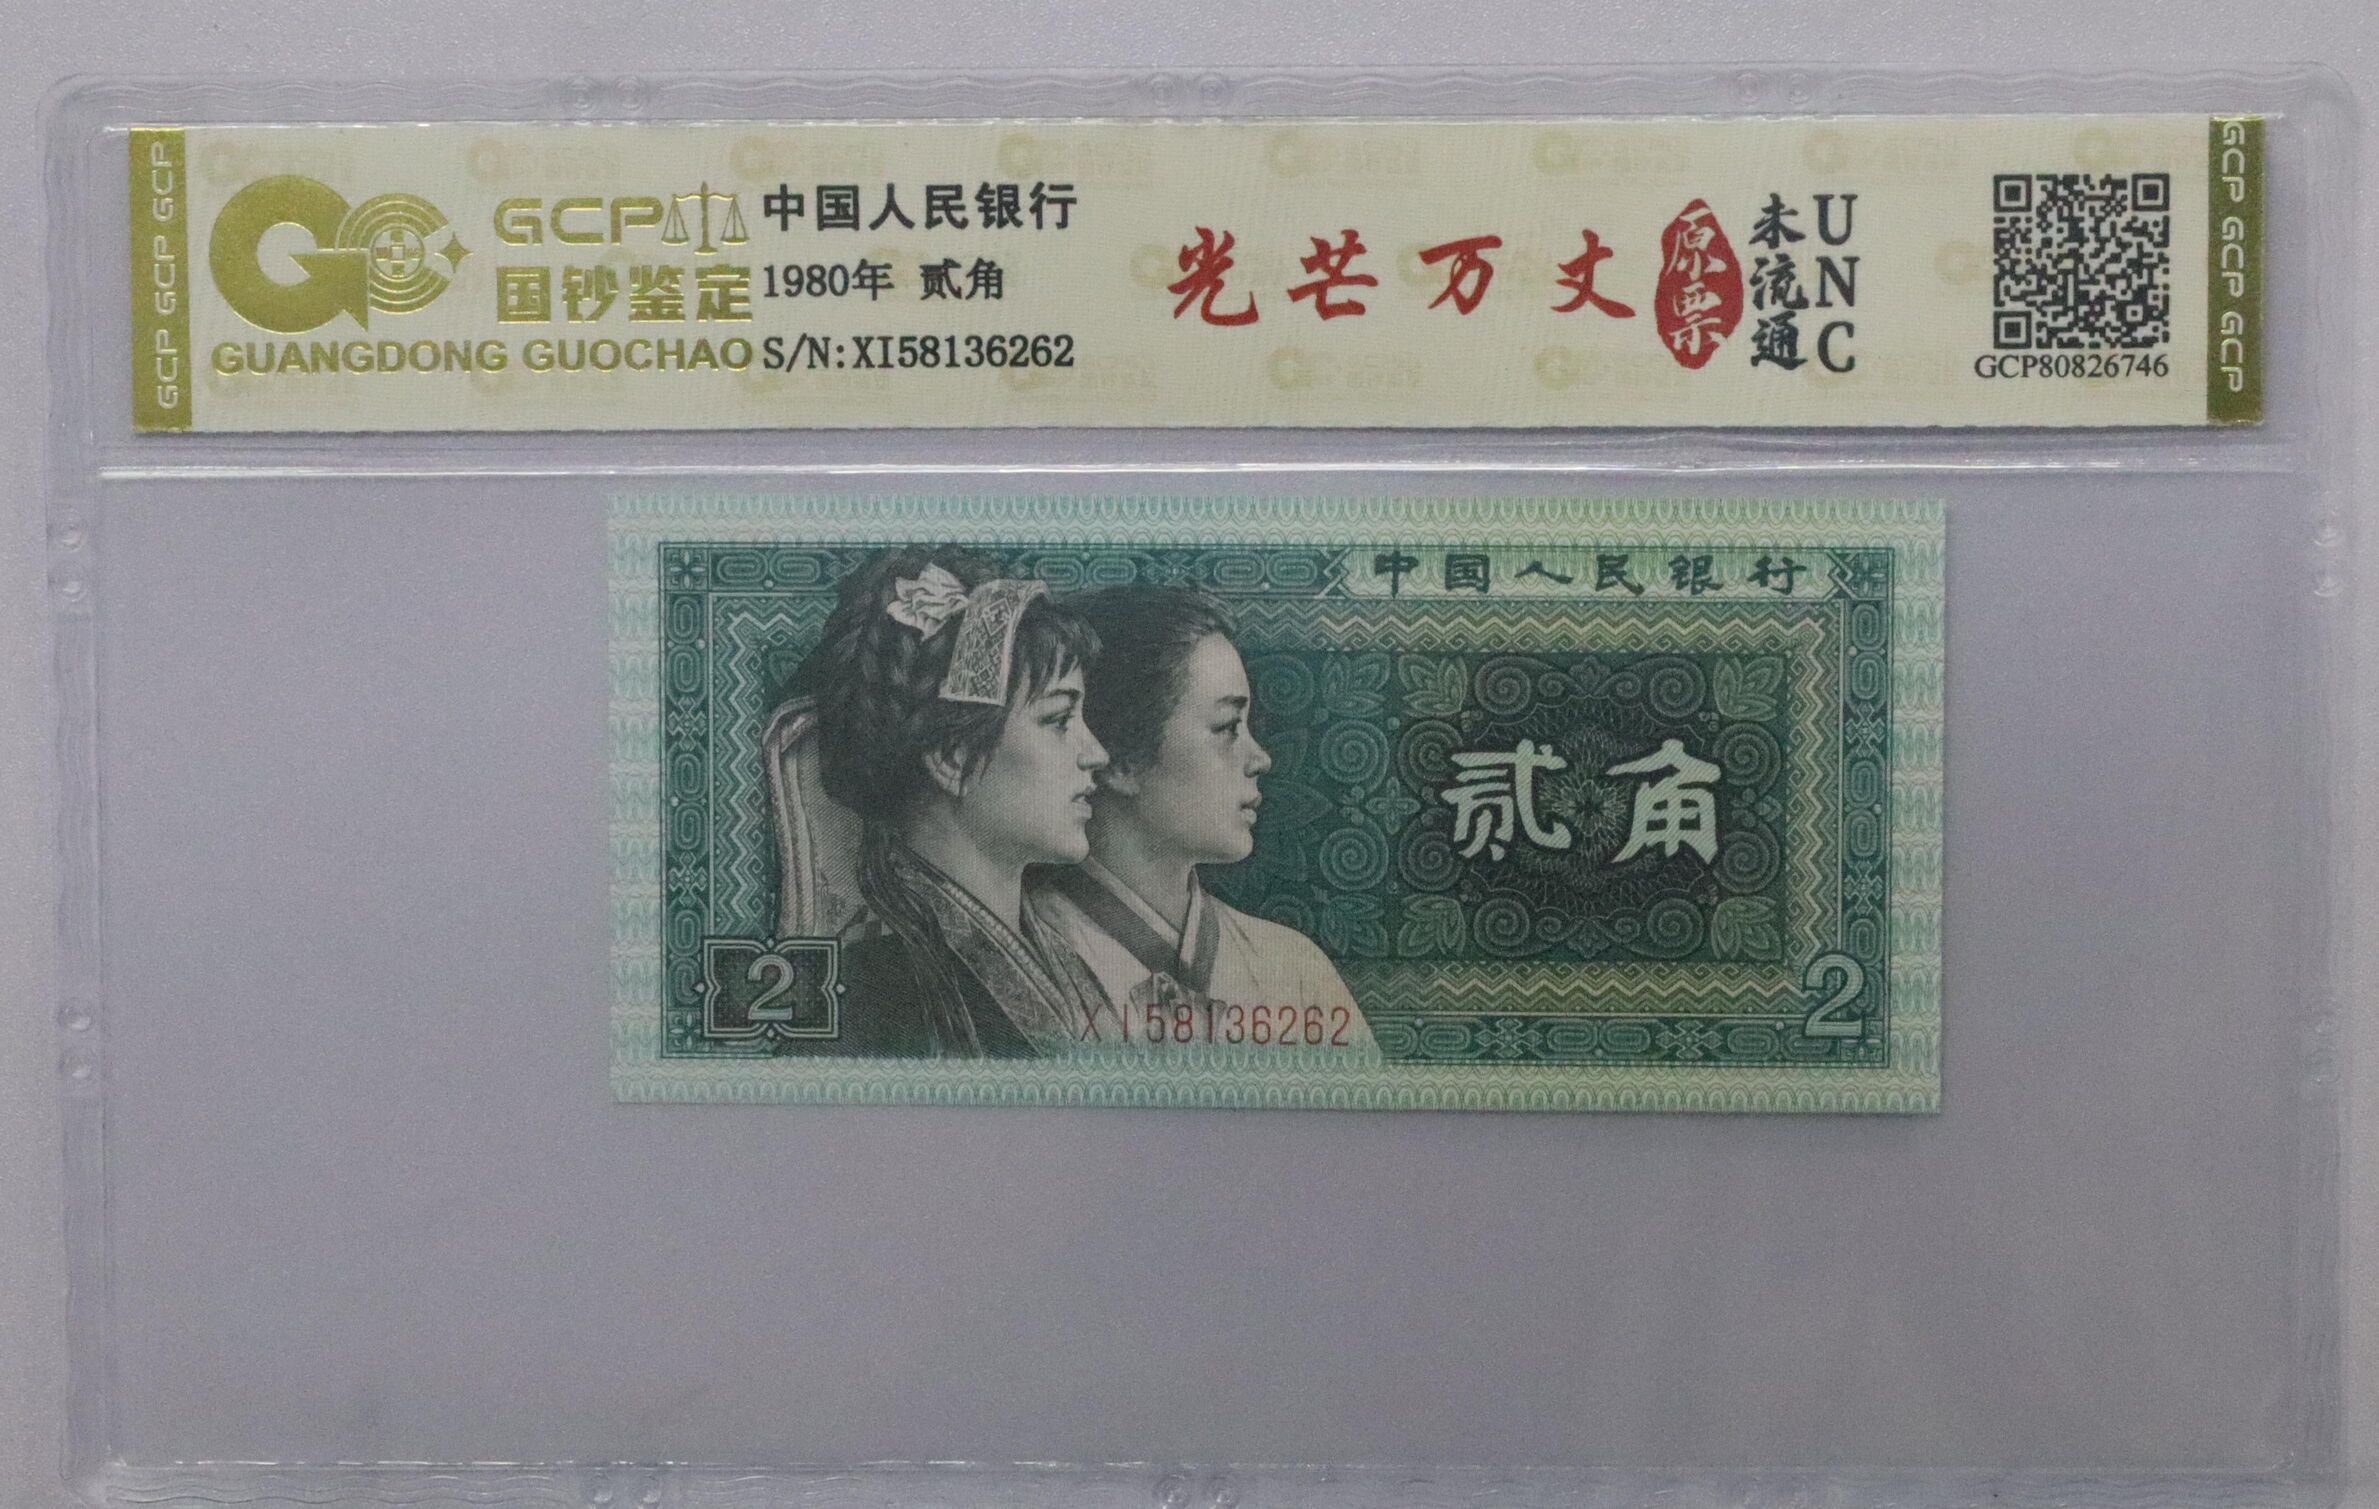 GCP GCP GCP
GCP
国钞鉴定
GUANGDONG GUOCHAO
中国人民银行
1980年 贰角
S/N:XI58136262
光芒万丈
原票
未流通
UNC
GCP80826746
GCP GCP GCP
中国人民银行
贰角
2
XI58136262
2